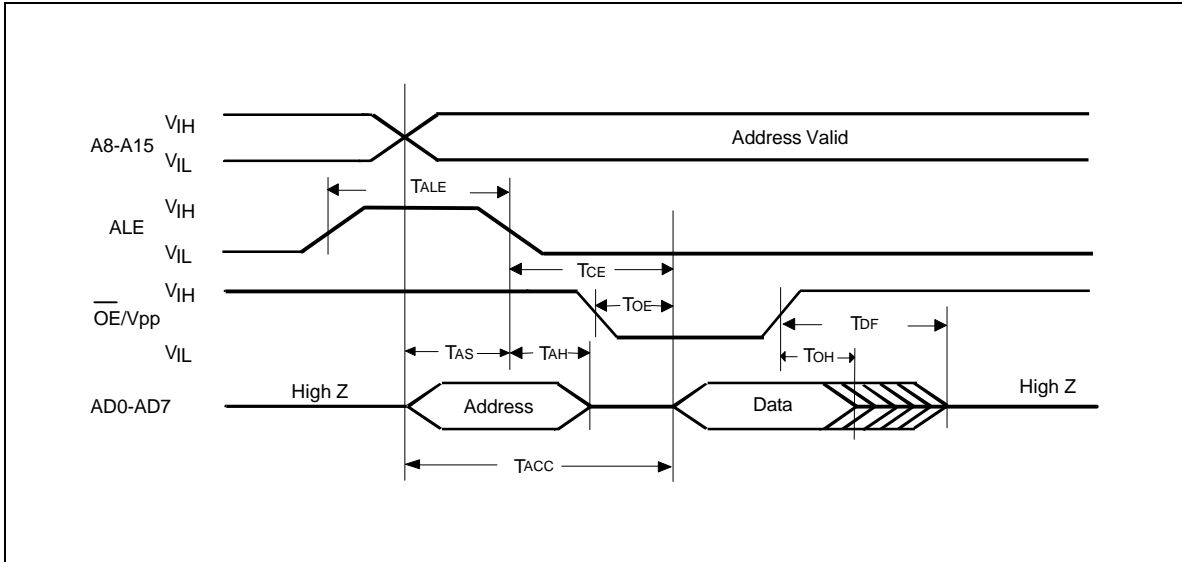 VIH
A8-A15
Address Valid
VIL
TALE
VIH
ALE
VIL
TCE
VIH
OE/Vpp
TOE
TDF
VIL
TAS
TAH
TOH
High Z
High Z
AD0-AD7
Address
Data
TACC